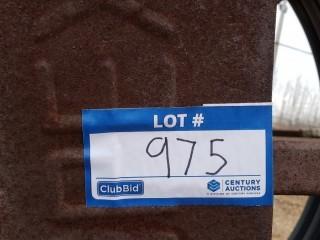 LOT #
975
ClubBid
CENTURY
AUCTIONS